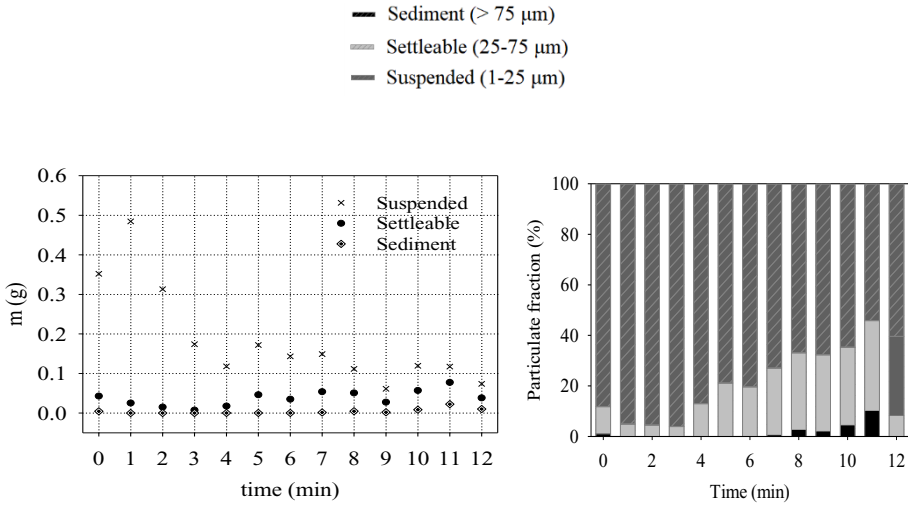 Sediment (> 75 μm)
Settleable (25-75 μm)
Suspended (1-25 μm)
0.6
0.5
0.4
0.3
0.2
0.1
0.0
m (g)
Suspended
Settleable
Sediment
0 1 2 3 4 5 6 7 8 9 10 11 12
time (min)
100
80
60
40
20
0
Particulate fraction (%)
0 2 4 6 8 10 12
Time (min)